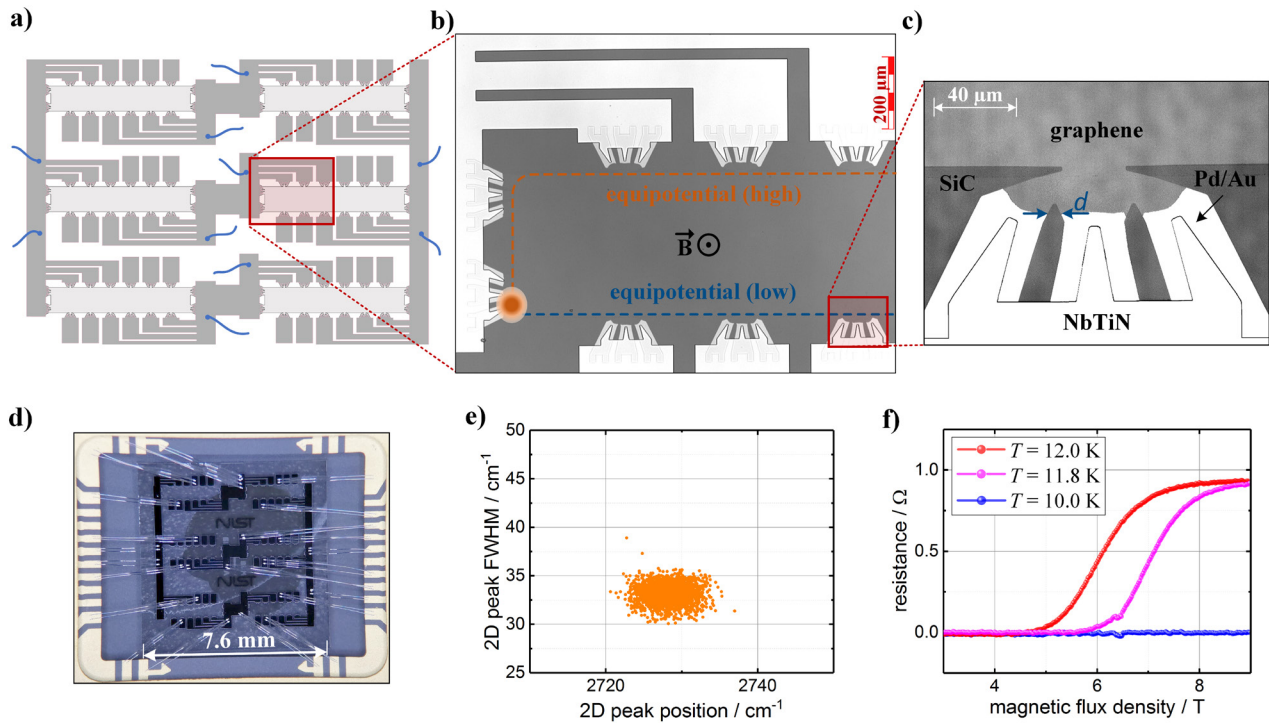 a)
b)
c)
200 μm
40 μm
graphene
SiC
Pd/Au
d
equipotential (high)
B
equipotential (low)
NbTiN
d)
e)
f)
NIST
NIST
7.6 mm
2D peak FWHM / cm⁻¹
50
45
40
35
30
25
2720
2740
2D peak position / cm⁻¹
resistance / Ω
1.0
0.5
0.0
T = 12.0 K
T = 11.8 K
T = 10.0 K
4
6
8
magnetic flux density / T